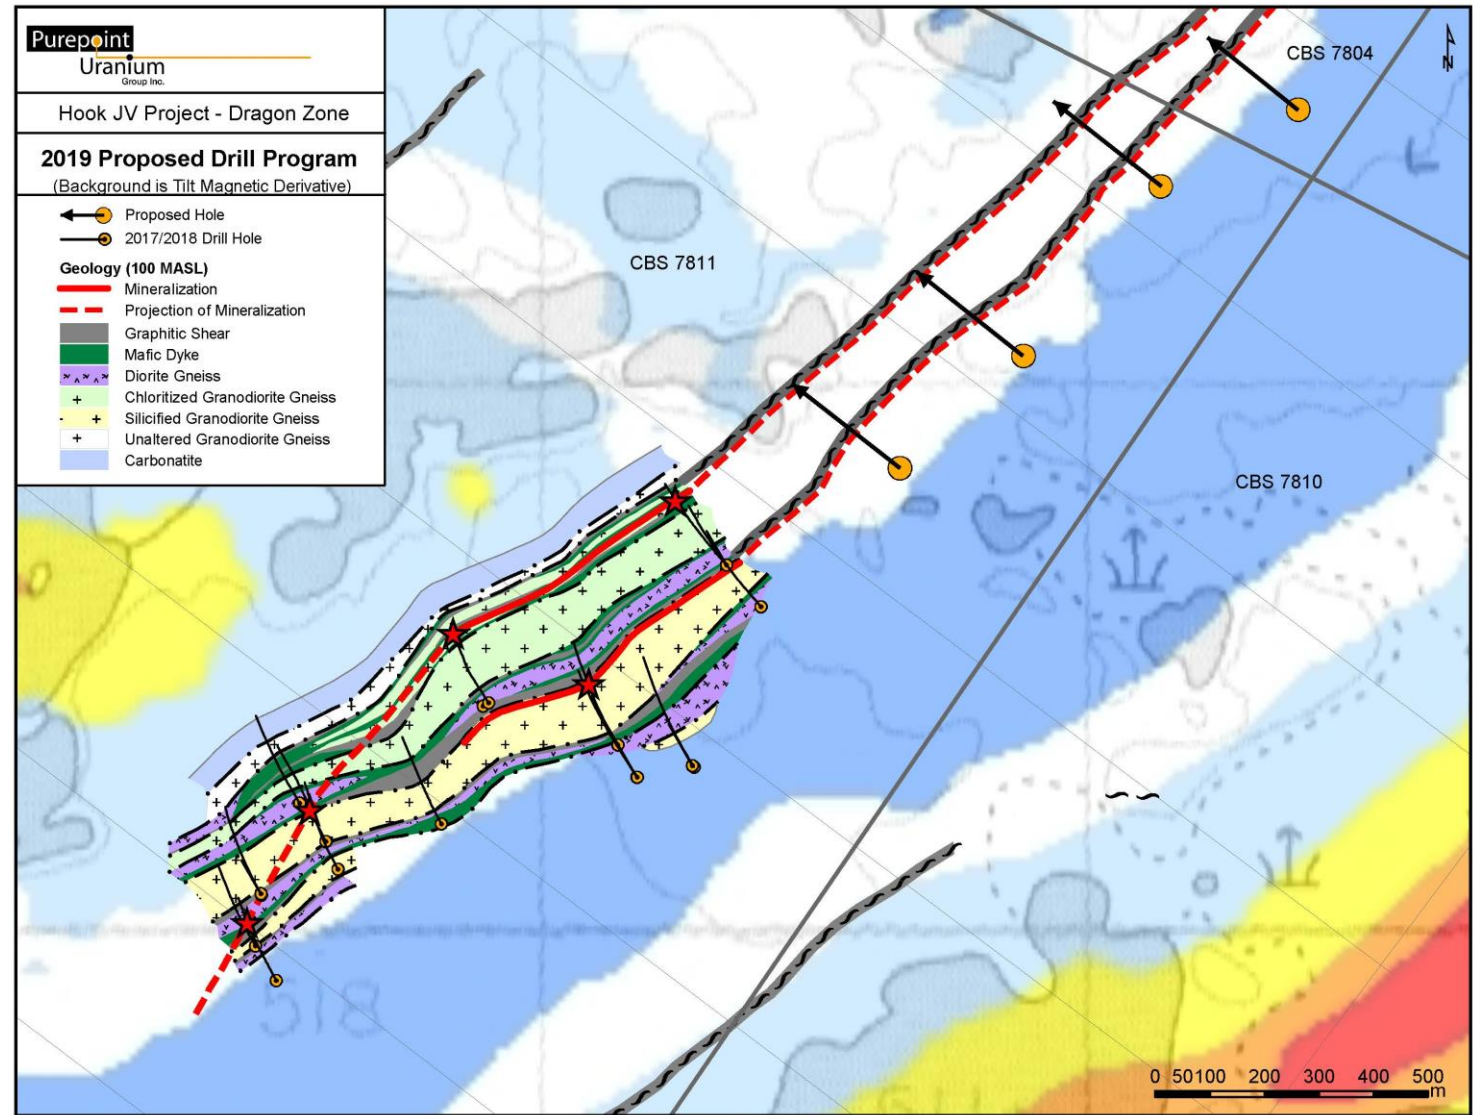 Purepoint
Uranium
Group Inc.
Hook JV Project - Dragon Zone
2019 Proposed Drill Program
(Background is Tilt Magnetic Derivative)
Proposed Hole
2017/2018 Drill Hole
Geology (100 MASL)
Mineralization
Projection of Mineralization
Graphitic Shear
Mafic Dyke
Diorite Gneiss
Chloritized Granodiorite Gneiss
Silicified Granodiorite Gneiss
Unaltered Granodiorite Gneiss
Carbonatite
CBS 7804
N
CBS 7811
CBS 7810
518
0 50 100 200 300 400 500
m